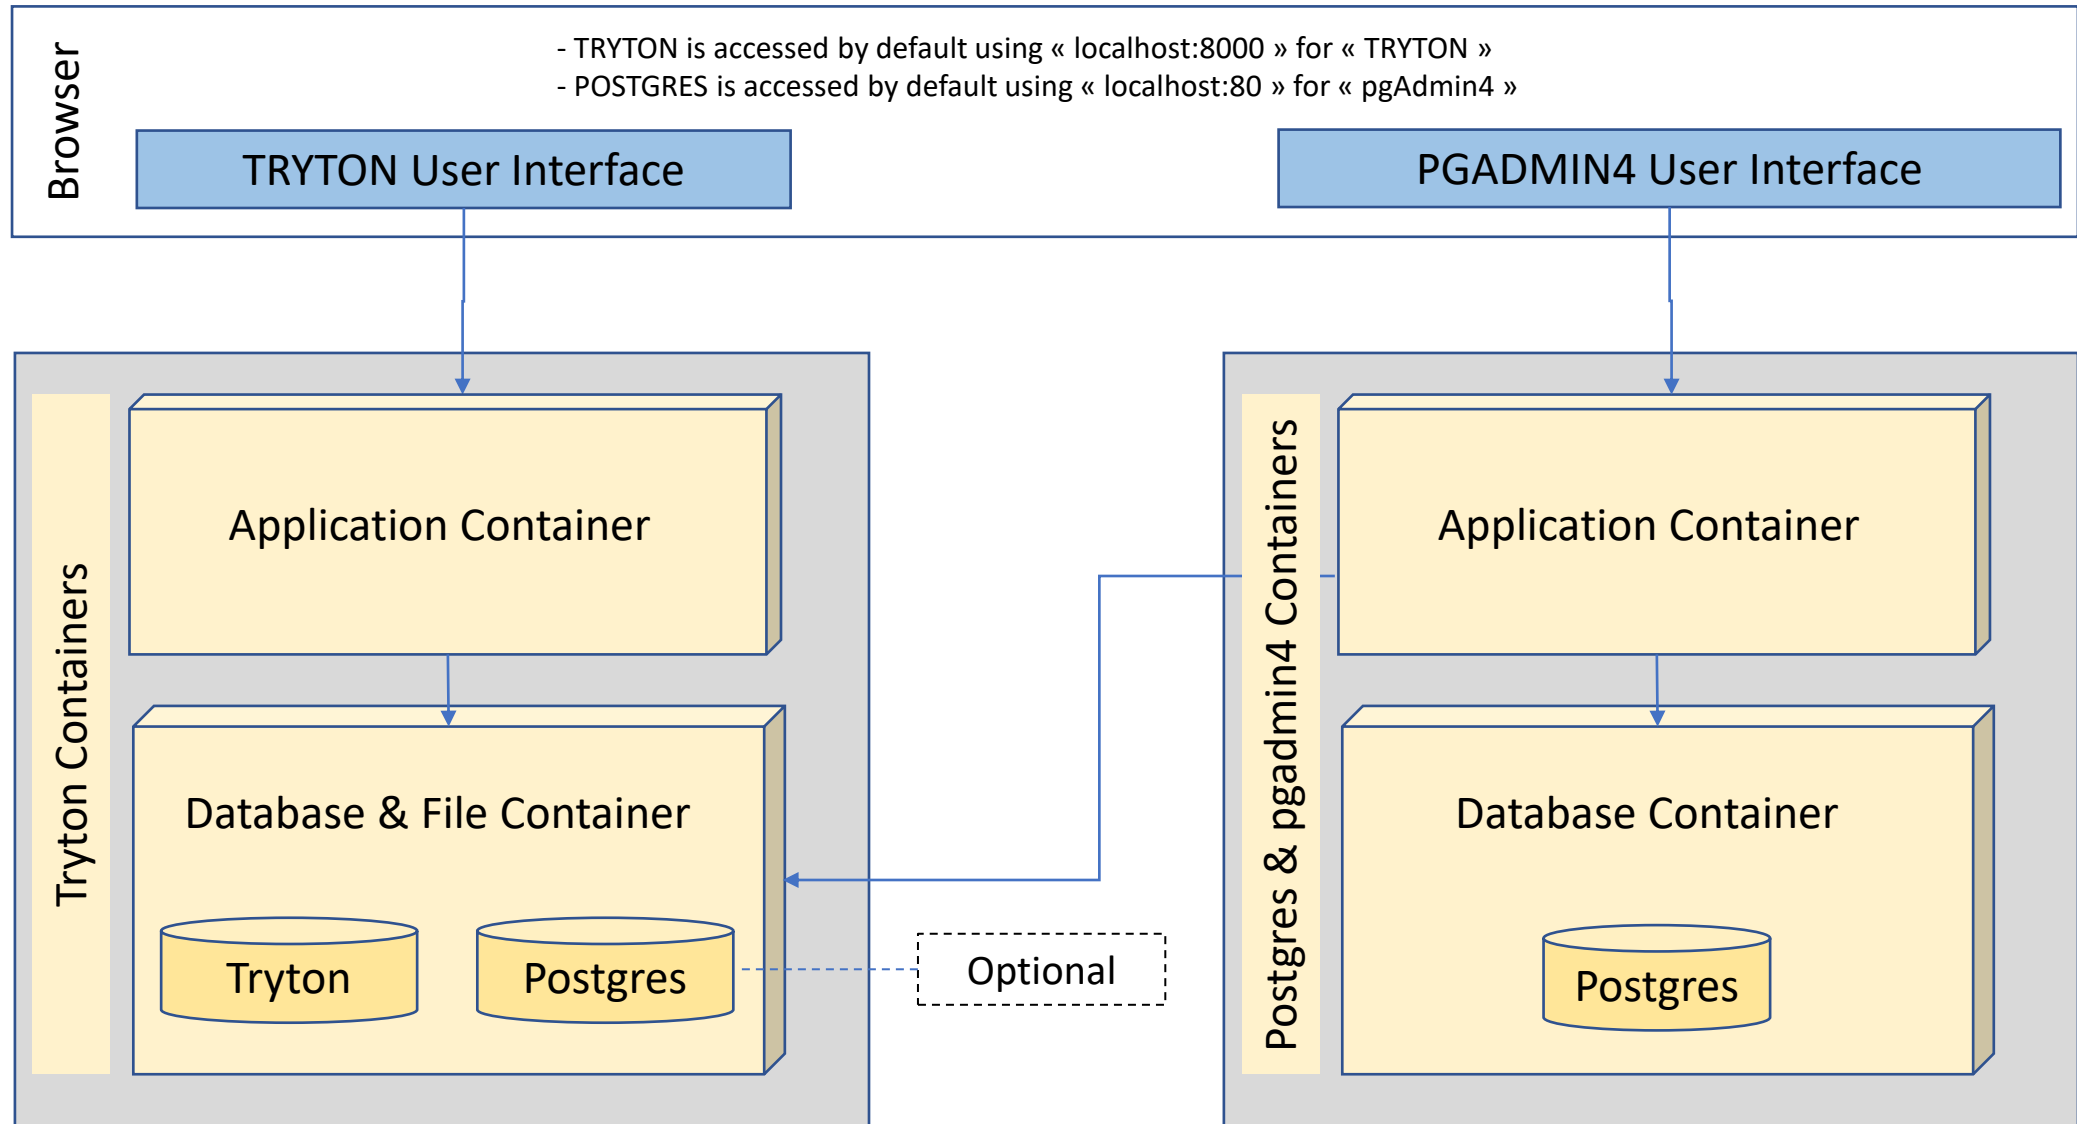 Browser
- TRYTON is accessed by default using « localhost:8000 » for « TRYTON »
- POSTGRES is accessed by default using « localhost:80 » for « pgAdmin4 »
TRYTON User Interface
PGADMIN4 User Interface
Tryton Containers
Application Container
Database & File Container
Tryton
Postgres
Optional
Postgres & pgadmin4 Containers
Application Container
Database Container
Postgres